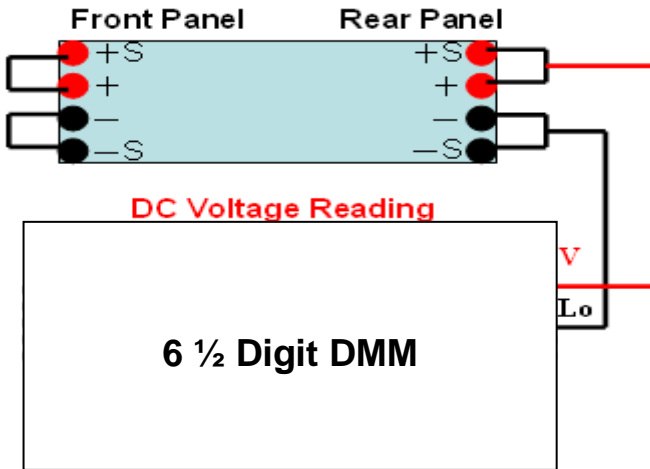 Front Panel Rear Panel
+S +S
+ +
− −
−S −S
DC Voltage Reading
V
Lo
6 ½ Digit DMM